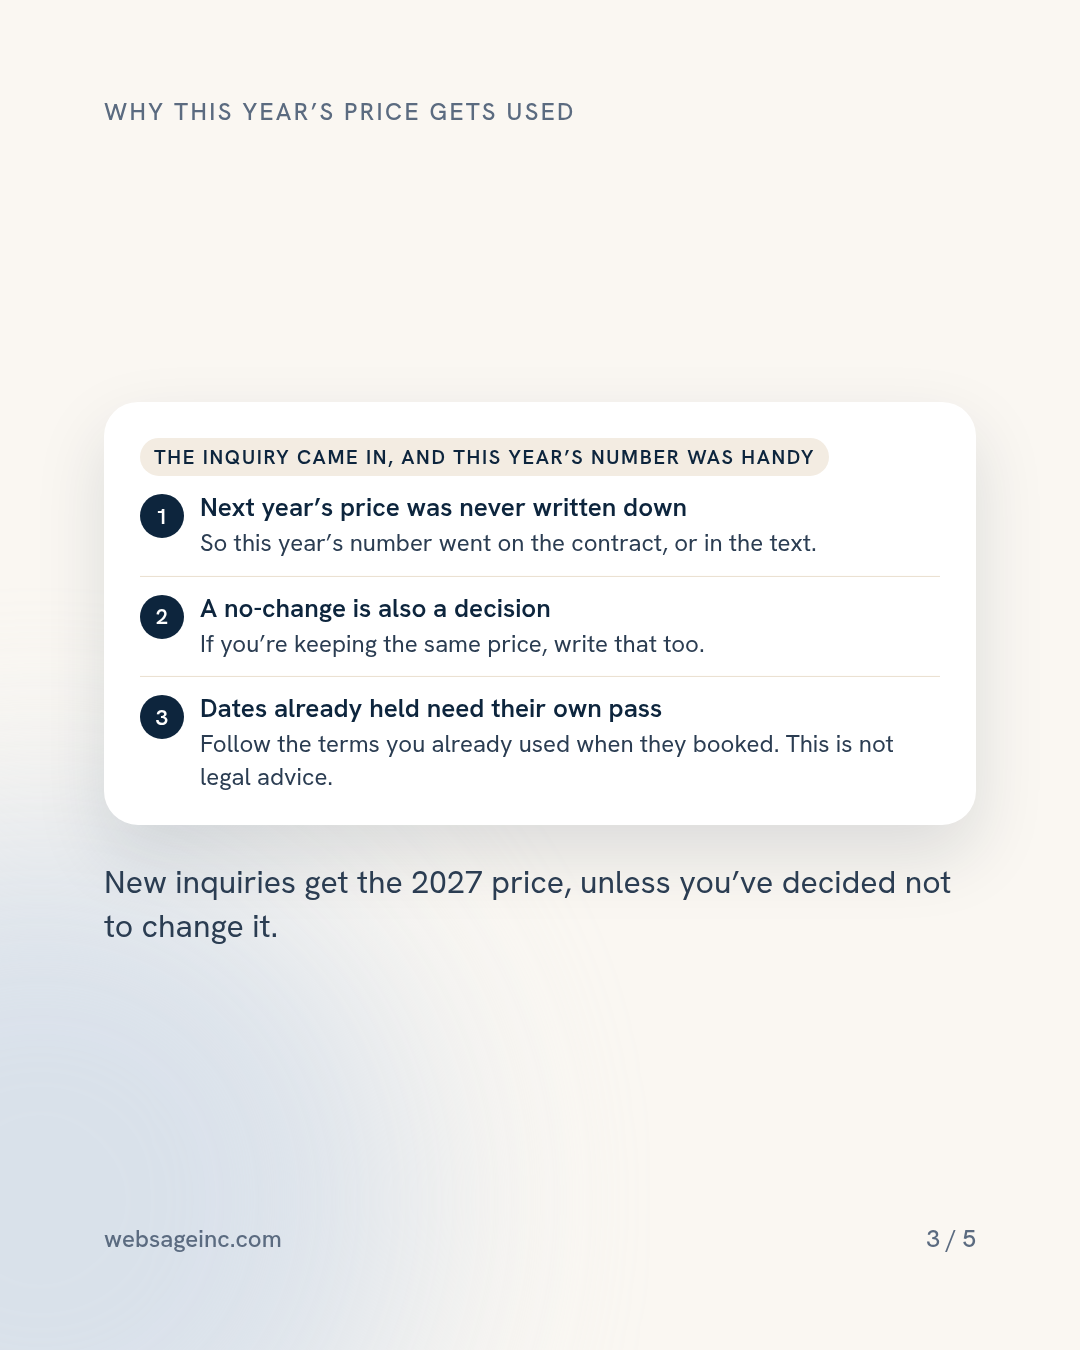 WHY THIS YEAR’S PRICE GETS USED
THE INQUIRY CAME IN, AND THIS YEAR’S NUMBER WAS HANDY
1 Next year’s price was never written down
So this year’s number went on the contract, or in the text.
2 A no-change is also a decision
If you’re keeping the same price, write that too.
3 Dates already held need their own pass
Follow the terms you already used when they booked. This is not
legal advice.
New inquiries get the 2027 price, unless you’ve decided not
to change it.
websageinc.com
3 / 5